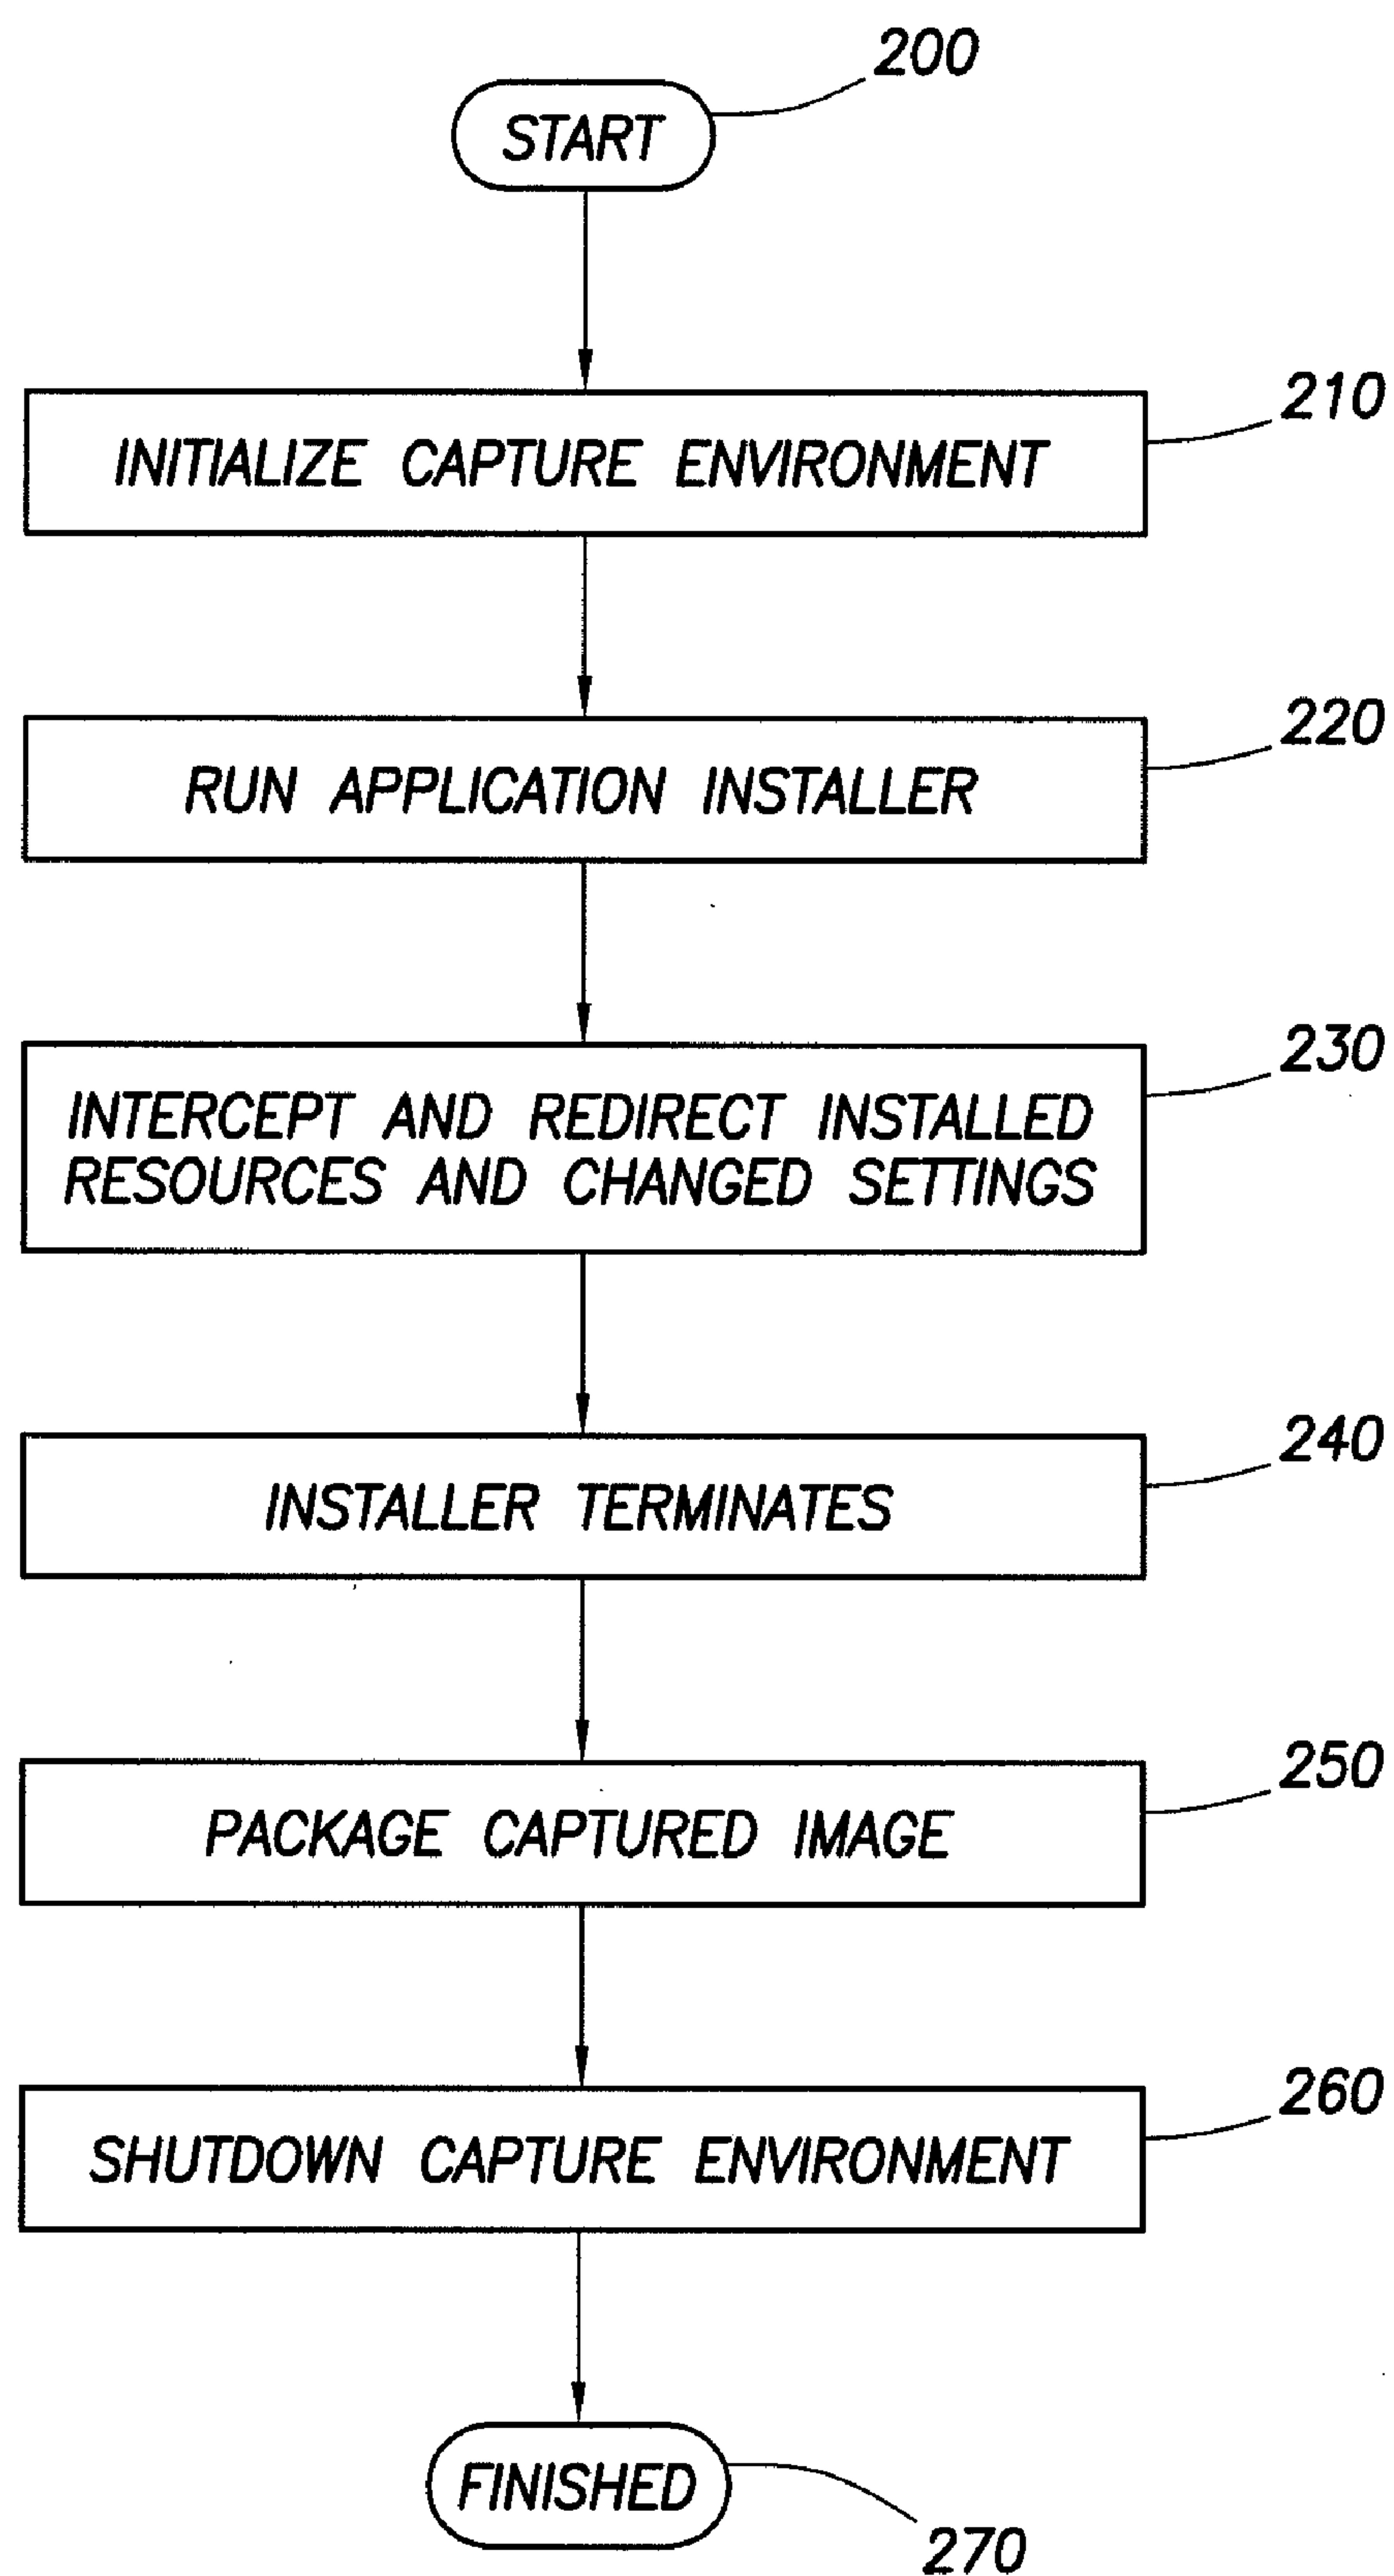 200
START
210
INITIALIZE CAPTURE ENVIRONMENT
220
RUN APPLICATION INSTALLER
230
INTERCEPT AND REDIRECT INSTALLED
RESOURCES AND CHANGED SETTINGS
240
INSTALLER TERMINATES
250
PACKAGE CAPTURED IMAGE
260
SHUTDOWN CAPTURE ENVIRONMENT
FINISHED
270